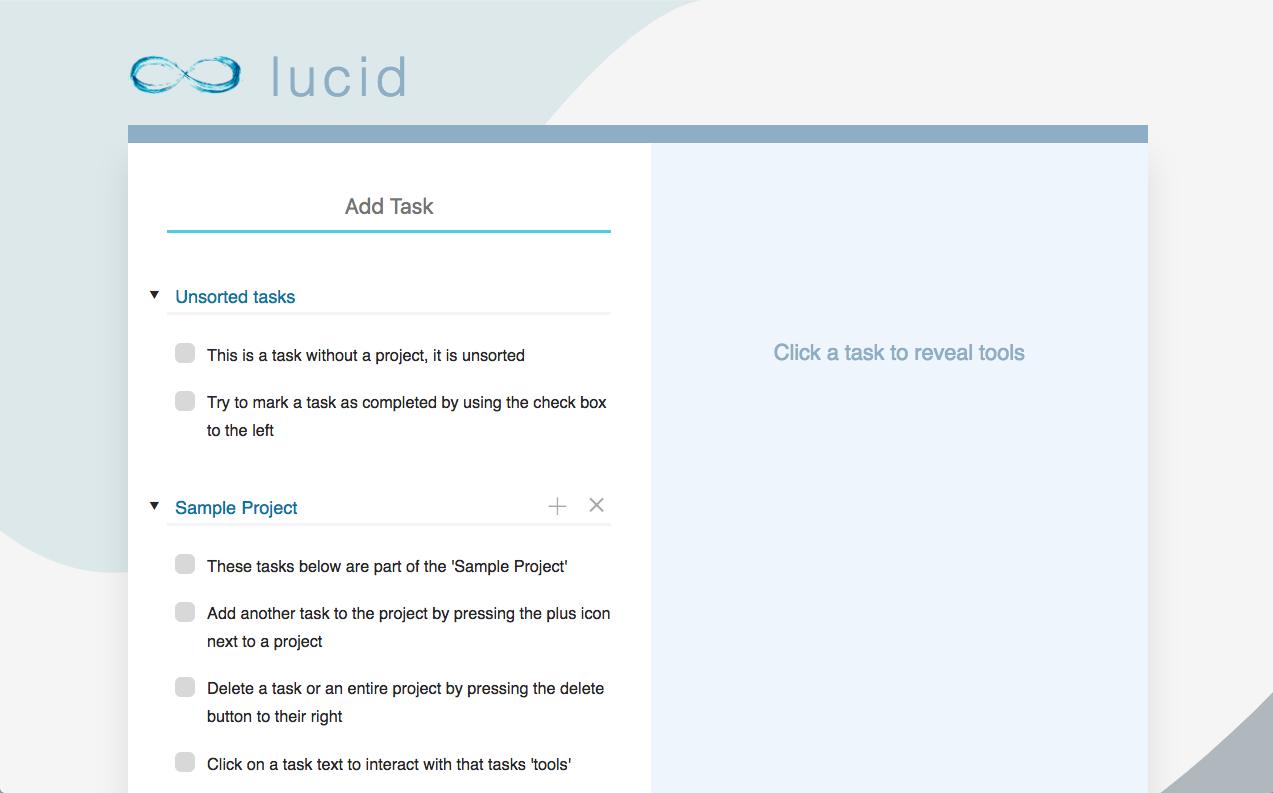 lucid
Add Task
Unsorted tasks
This is a task without a project, it is unsorted
Try to mark a task as completed by using the check box
to the left
Sample Project
These tasks below are part of the 'Sample Project'
Add another task to the project by pressing the plus icon
next to a project
Delete a task or an entire project by pressing the delete
button to their right
Click on a task text to interact with that tasks 'tools'
Click a task to reveal tools